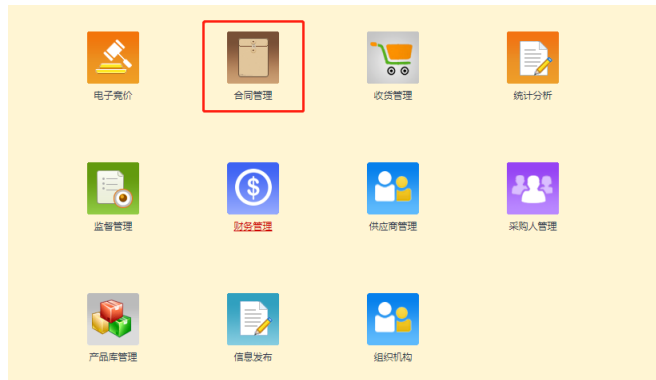 电子竞价 合同管理 收货管理 统计分析
监督管理 财务管理 供应商管理 采购人管理
产品库管理 信息发布 组织机构